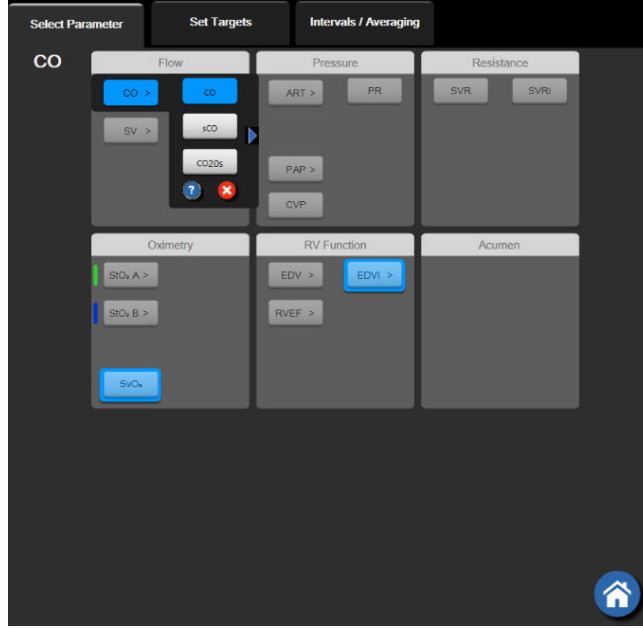 Select Parameter
Set Targets
Intervals / Averaging
CO
Flow
CO >
CO
SV >
sCO
CO20s
?
Pressure
ART >
PR
PAP >
CVP
Resistance
SVR
SVRI
Oximetry
StO₂ A >
StO₂ B >
SvO₂
RV Function
EDV >
EDVI >
RVEF >
Acumen